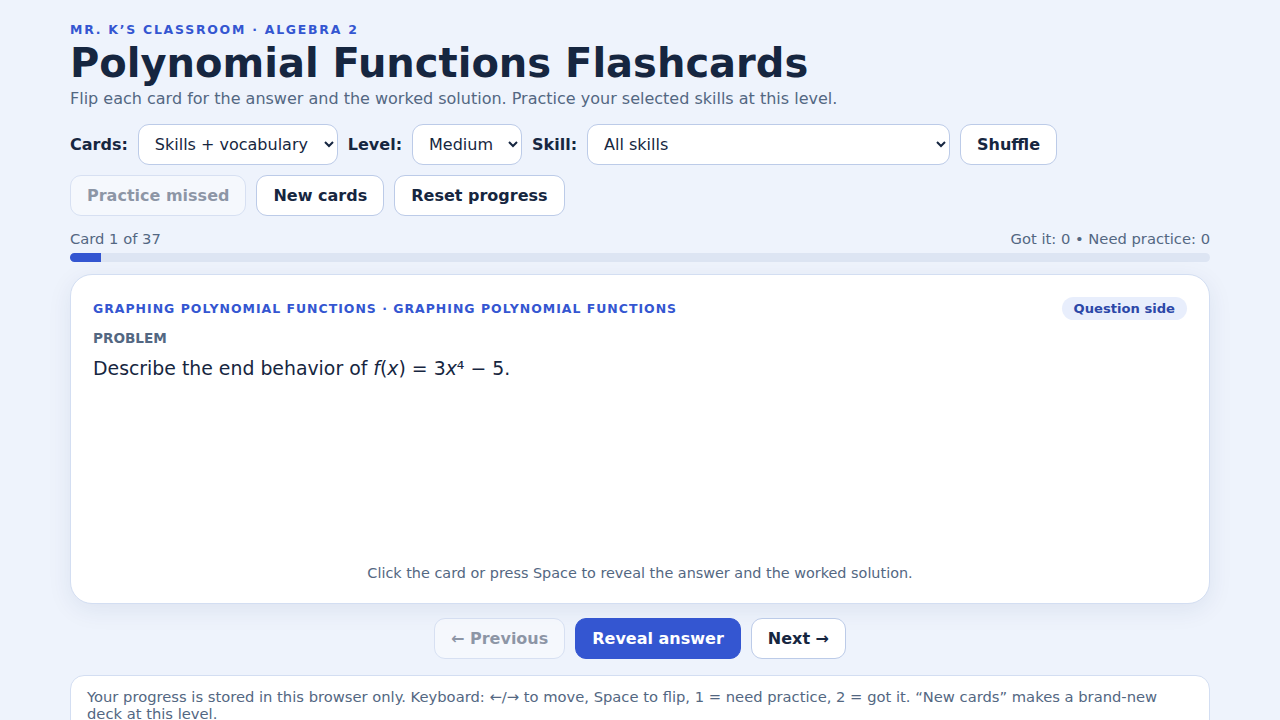 MR. K’S CLASSROOM · ALGEBRA 2
Polynomial Functions Flashcards
Flip each card for the answer and the worked solution. Practice your selected skills at this level.
Cards: Skills + vocabulary Level: Medium Skill: All skills Shuffle
Practice missed New cards Reset progress
Card 1 of 37 Got it: 0 • Need practice: 0
GRAPHING POLYNOMIAL FUNCTIONS · GRAPHING POLYNOMIAL FUNCTIONS Question side
PROBLEM
Describe the end behavior of f(x) = 3x⁴ − 5.
Click the card or press Space to reveal the answer and the worked solution.
← Previous Reveal answer Next →
Your progress is stored in this browser only. Keyboard: ←/→ to move, Space to flip, 1 = need practice, 2 = got it. “New cards” makes a brand-new
deck at this level.